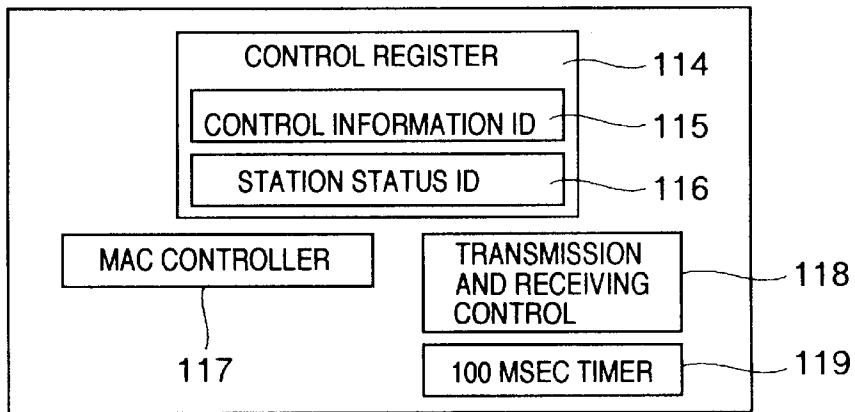 CONTROL REGISTER
114
CONTROL INFORMATION ID
115
STATION STATUS ID
116
MAC CONTROLLER
117
TRANSMISSION
AND RECEIVING
CONTROL
118
100 MSEC TIMER
119